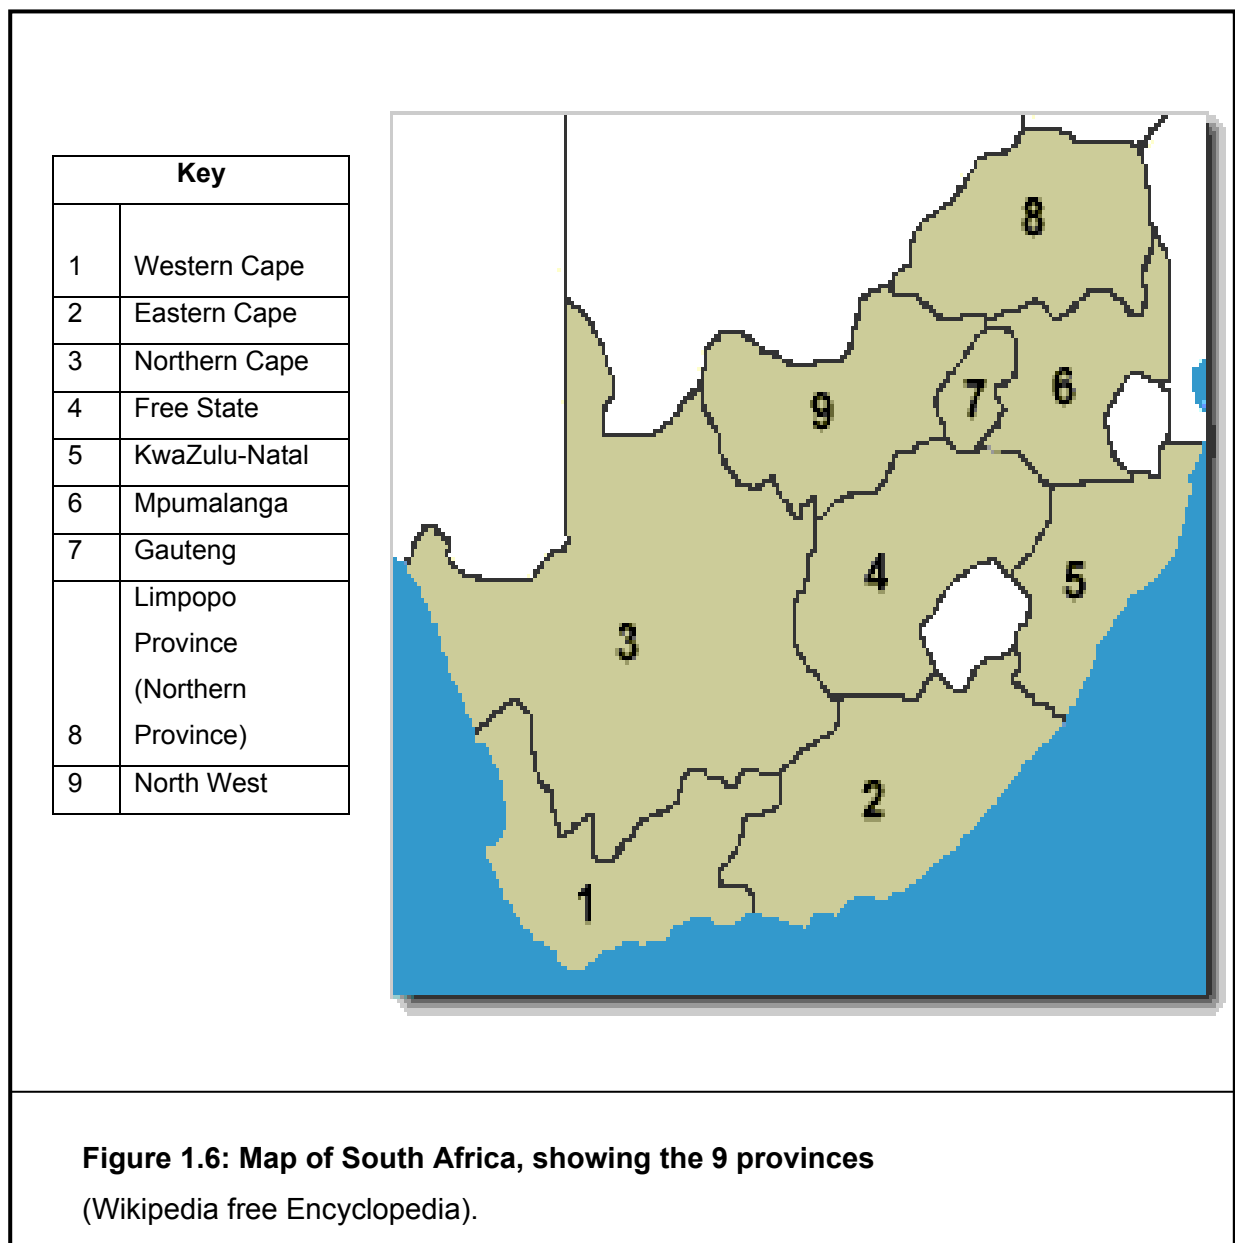 Key
1 Western Cape
2 Eastern Cape
3 Northern Cape
4 Free State
5 KwaZulu-Natal
6 Mpumalanga
7 Gauteng
Limpopo
Province
(Northern
8 Province)
9 North West
8
9
7
6
4
5
3
2
1
Figure 1.6: Map of South Africa, showing the 9 provinces
(Wikipedia free Encyclopedia).